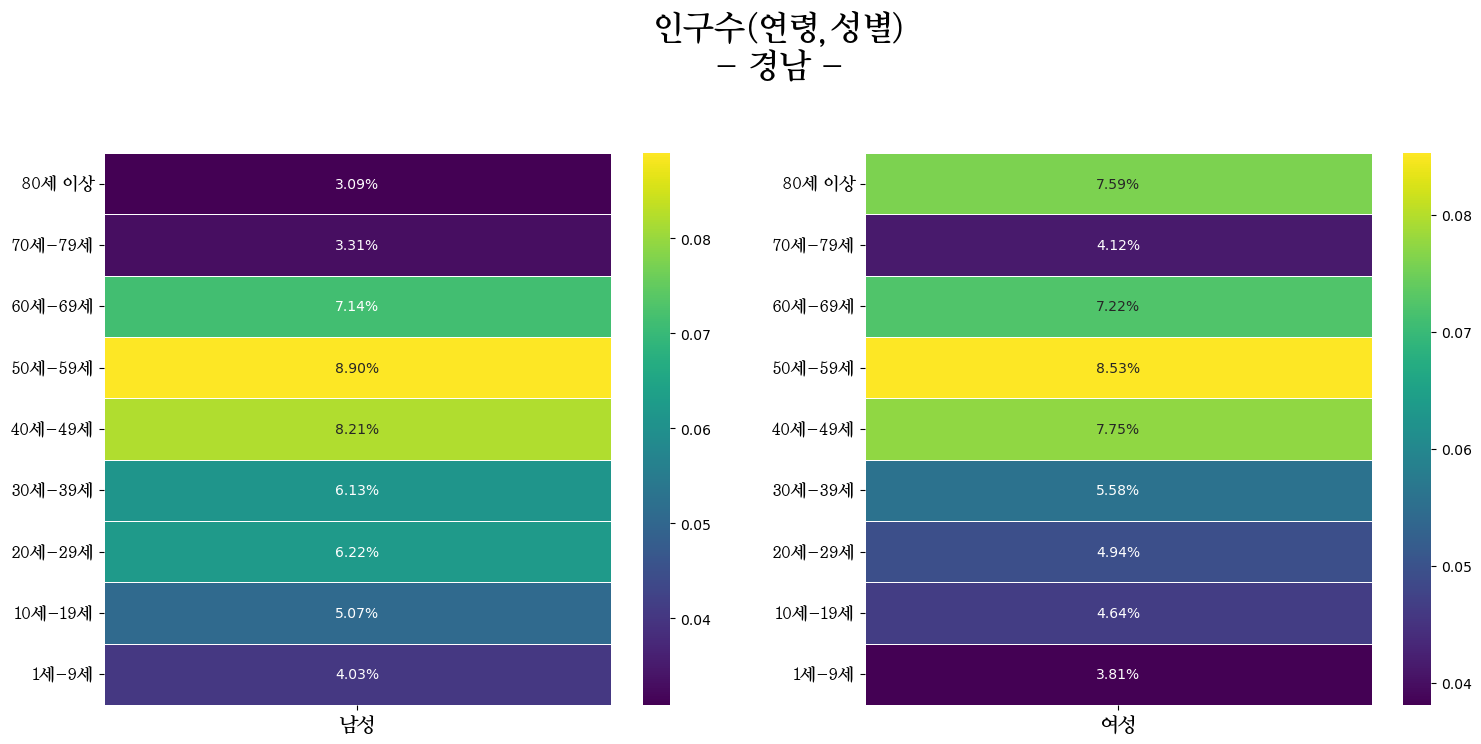 인구수(연령, 성별)
- 경남 -
80세 이상 3.09%
70세-79세 3.31%
60세-69세 7.14%
50세-59세 8.90%
40세-49세 8.21%
30세-39세 6.13%
20세-29세 6.22%
10세-19세 5.07%
1세-9세 4.03%
남성
0.08
0.07
0.06
0.05
0.04
80세 이상 7.59%
70세-79세 4.12%
60세-69세 7.22%
50세-59세 8.53%
40세-49세 7.75%
30세-39세 5.58%
20세-29세 4.94%
10세-19세 4.64%
1세-9세 3.81%
여성
0.08
0.07
0.06
0.05
0.04